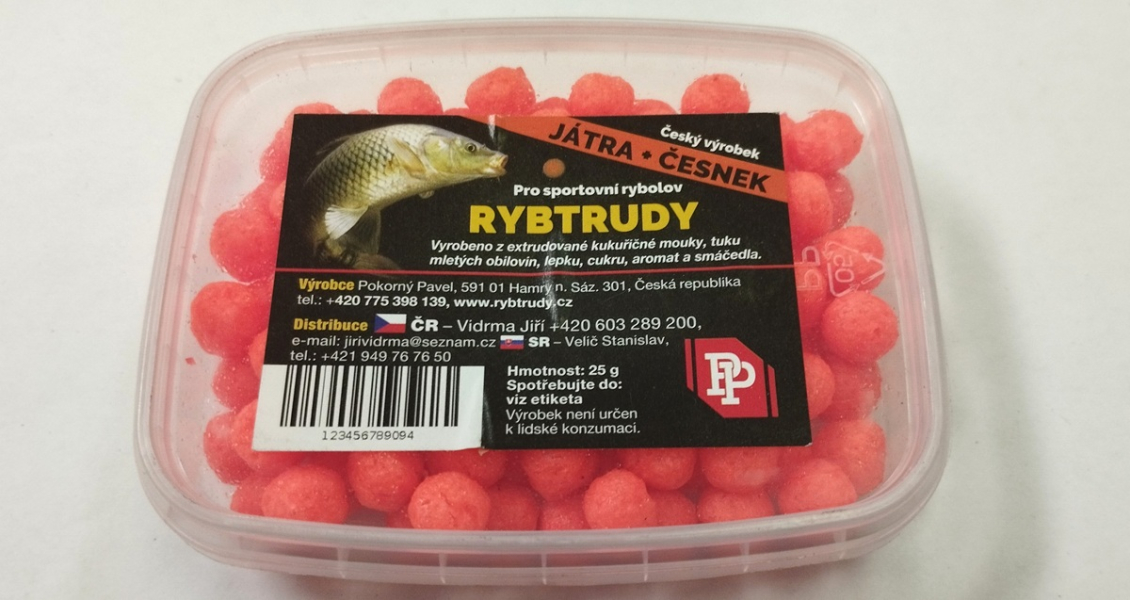 Český výrobek
JÁTRA • ČESNEK
Pro sportovní rybolov
RYBTRUDY
Vyrobeno z extrudované kukuřičné mouky, tuku
mletých obilovin, lepku, cukru, aromat a smáčedla.
Výrobce Pokorný Pavel, 591 01 Hamry n. Sáz. 301, Česká republika
tel.: +420 775 398 139, www.rybtrudy.cz
Distribuce ČR – Vidrma Jiří +420 603 289 200,
e-mail: jirividrma@seznam.cz SR – Velič Stanislav,
tel.: +421 949 76 76 50
Hmotnost: 25 g
Spotřebujte do:
viz etiketa
Výrobek není určen
k lidské konzumaci.
PP
123456789094